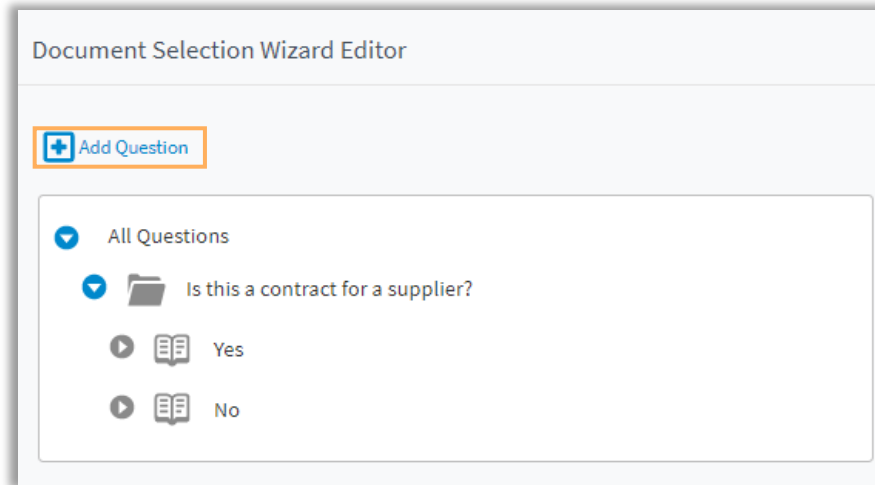 Document Selection Wizard Editor
Add Question
All Questions
Is this a contract for a supplier?
Yes
No